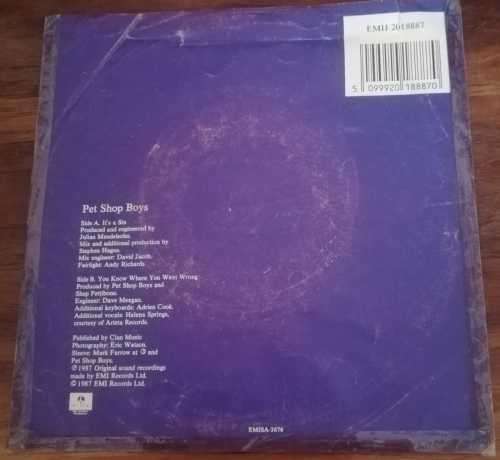 EMIJ 2018887
5 099920 188870
Pet Shop Boys
Side A. It's a Sin
Produced and engineered by
Julian Mendelsohn.
Mix and additional production by
Stephen Hague.
Mix engineer: David Jacob.
Fairlight: Andy Richards
Side B. You Know Where You Went Wrong
Produced by Pet Shop Boys and
Shep Pettibone.
Engineer: Dave Meegan.
Additional keyboards: Adrien Cook.
Additional vocals: Helena Springs,
courtesy of Arista Records.
Published by Cage Music
Photography: Eric Watson.
Sleeve: Mark Farrow at ③ and
Pet Shop Boys.
℗ 1987 Original sound recordings
made by EMI Records Ltd.
© 1987 EMI Records Ltd.
EMISA-2676